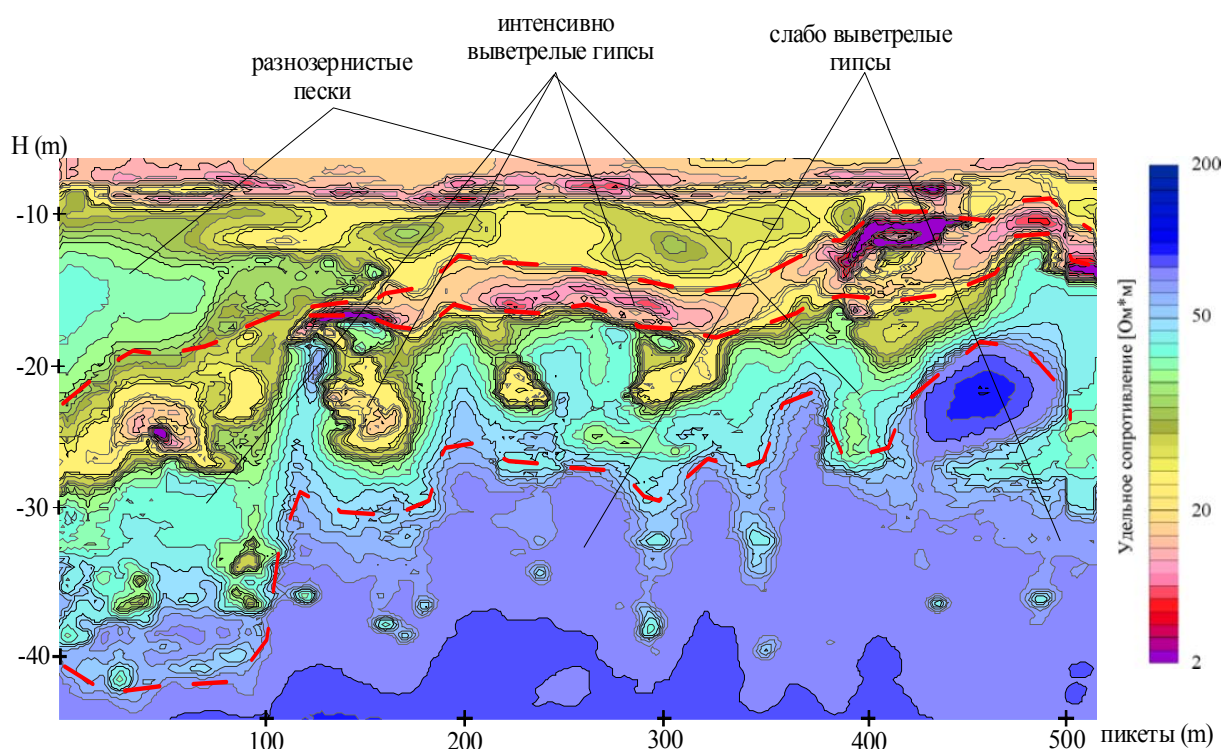 интенсивно
выветрелые гипсы
слабо выветрелые
гипсы
разнозернистые
пески
H (m)
-10
-20
-30
-40
100
200
300
400
500
пикеты (m)
200
50
20
2
Удельное сопротивление [Ом*м]